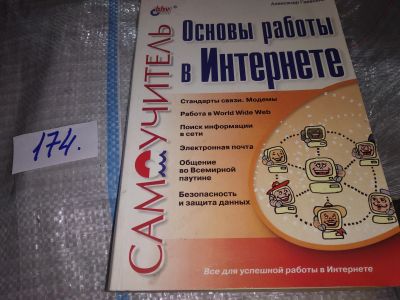 bhv
Александр
САМОУЧИТЕЛЬ
Основы работы
в Интернете
Стандарты связи. Модемы
Работа в World Wide Web
Поиск информации
в сети
Электронная почта
Общение
во Всемирной
паутине
Безопасность
и защита данных
Все для успешной работы в Интернете
174.